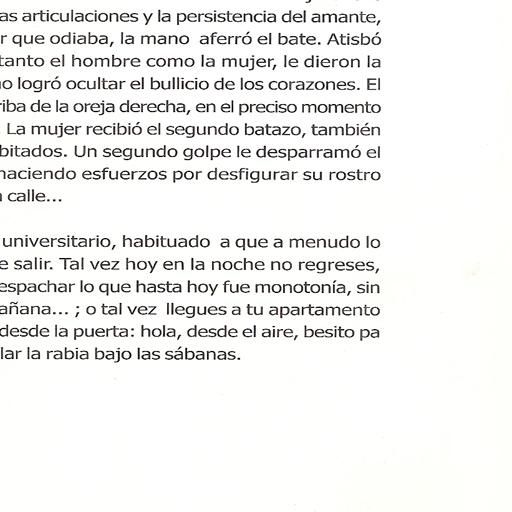 as articulaciones y la persistencia del amante,
r que odiaba, la mano aferró el bate. Atisbó
tanto el hombre como la mujer, le dieron la
o logró ocultar el bullicio de los corazones. El
riba de la oreja derecha, en el preciso momento
La mujer recibió el segundo batazo, también
bitados. Un segundo golpe le desparramó el
haciendo esfuerzos por desfigurar su rostro
calle...
universitario, habituado a que a menudo lo
e salir. Tal vez hoy en la noche no regreses,
espachar lo que hasta hoy fue monotonía, sin
añana... ; o tal vez llegues a tu apartamento
desde la puerta: hola, desde el aire, besito pa
lar la rabia bajo las sábanas.